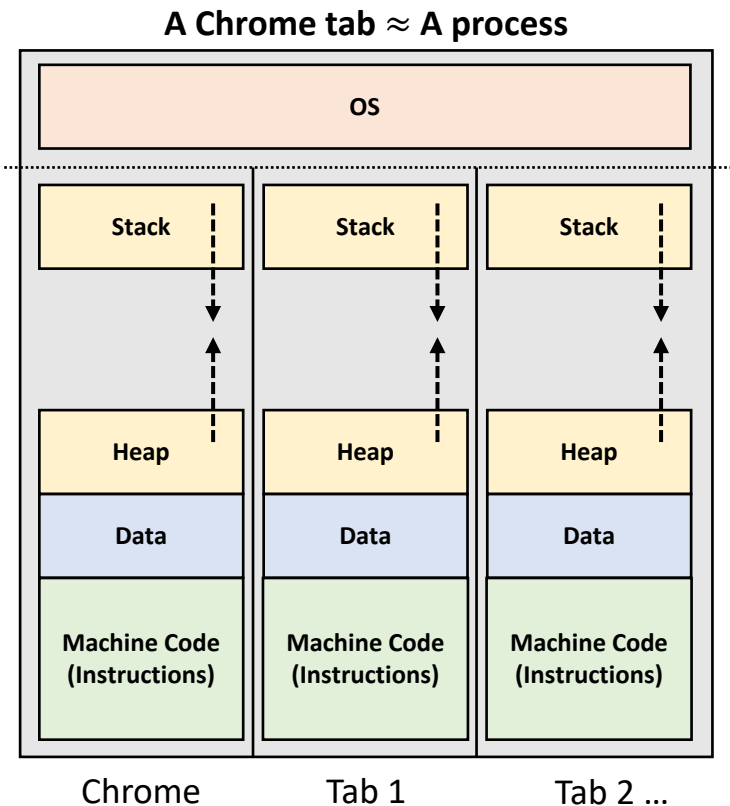 A Chrome tab ≈ A process
OS
Stack
Stack
Stack
Heap
Heap
Heap
Data
Data
Data
Machine Code
(Instructions)
Machine Code
(Instructions)
Machine Code
(Instructions)
Chrome
Tab 1
Tab 2 ...